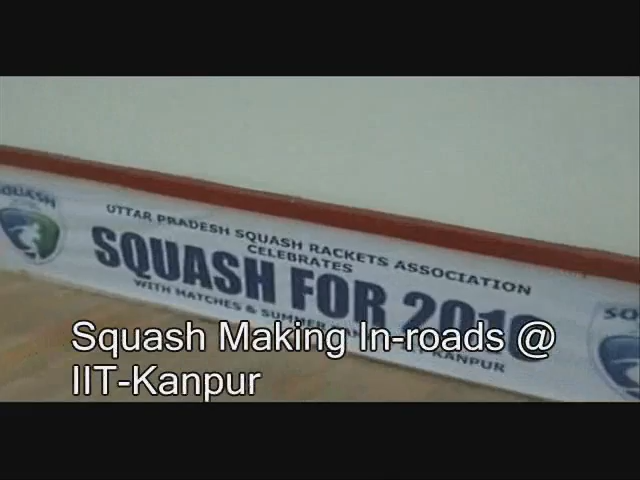 SQUASH
UTTAR PRADESH SQUASH RACKETS ASSOCIATION
CELEBRATES
SQUASH FOR 2016
WITH MATCHES & SUMMER KANPUR
SQ
Squash Making In-roads @
IIT-Kanpur